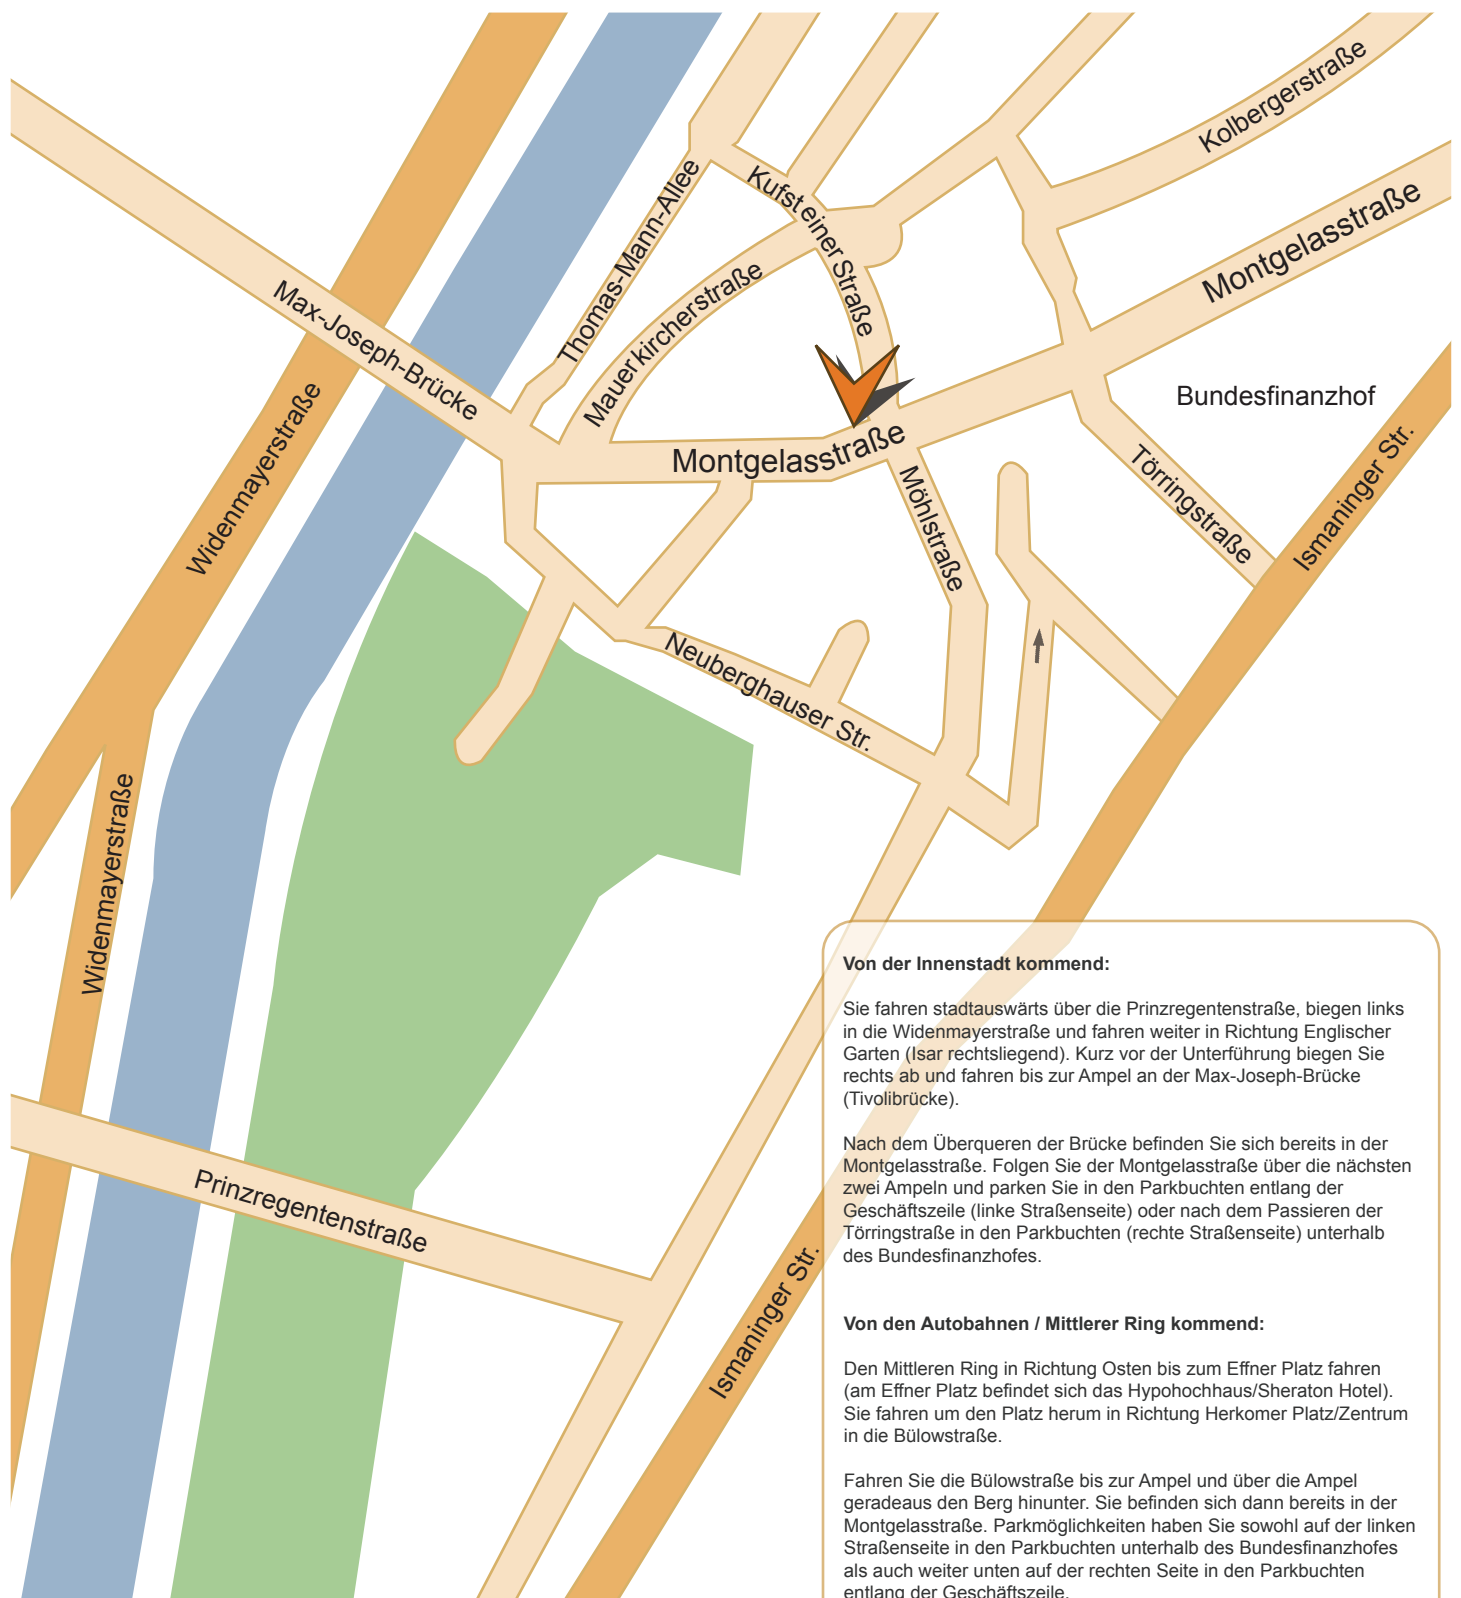 Kolbergerstraße
Kufsteiner Straße
Thomas-Mann-Allee
Montgelasstraße
Mauerkircherstraße
Max-Joseph-Brücke
Bundesfinanzhof
Widenmayerstraße
Montgelasstraße
Törringstraße
Ismaninger Str.
Möhlstraße
Neuberghauser Str.
Widenmayerstraße
Prinzregentenstraße
Ismaninger Str.
Von der Innenstadt kommend:
Sie fahren stadtauswärts über die Prinzregentenstraße, biegen links
in die Widenmayerstraße und fahren weiter in Richtung Englischer
Garten (Isar rechtsliegend). Kurz vor der Unterführung biegen Sie
rechts ab und fahren bis zur Ampel an der Max-Joseph-Brücke
(Tivolibrücke).
Nach dem Überqueren der Brücke befinden Sie sich bereits in der
Montgelasstraße. Folgen Sie der Montgelasstraße über die nächsten
zwei Ampeln und parken Sie in den Parkbuchten entlang der
Geschäftszeile (linke Straßenseite) oder nach dem Passieren der
Törringstraße in den Parkbuchten (rechte Straßenseite) unterhalb
des Bundesfinanzhofes.
Von den Autobahnen / Mittlerer Ring kommend:
Den Mittleren Ring in Richtung Osten bis zum Effner Platz fahren
(am Effner Platz befindet sich das Hypohochhaus/Sheraton Hotel).
Sie fahren um den Platz herum in Richtung Herkomer Platz/Zentrum
in die Bülowstraße.
Fahren Sie die Bülowstraße bis zur Ampel und über die Ampel
geradeaus den Berg hinunter. Sie befinden sich dann bereits in der
Montgelasstraße. Parkmöglichkeiten haben Sie sowohl auf der linken
Straßenseite in den Parkbuchten unterhalb des Bundesfinanzhofes
als auch weiter unten auf der rechten Seite in den Parkbuchten
entlang der Geschäftszeile.